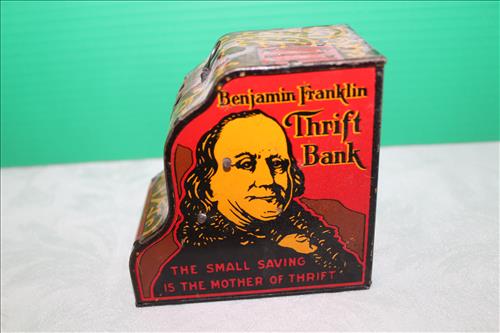 Benjamin Franklin
Thrift
Bank
THE SMALL SAVING
IS THE MOTHER OF THRIFT